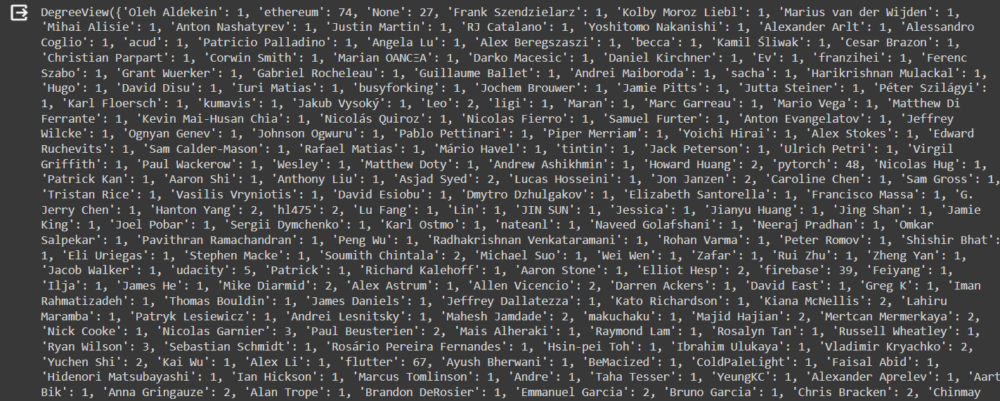 DegreeView({'Oleh Aldekein': 1, 'ethereum': 74, 'None': 27, 'Frank Szendzielarz': 1, 'Kolby Moroz Liebl': 1, 'Marius van der Wijden': 1,
'Mihai Alisie': 1, 'Anton Nashatyrev': 1, 'Justin Martin': 1, 'RJ Catalano': 1, 'Yoshitomo Nakanishi': 1, 'Alexander Arlt': 1, 'Alessandro
Coglio': 1, 'acud': 1, 'Patricio Palladino': 1, 'Angela Lu': 1, 'Alex Beregszaszi': 1, 'becca': 1, 'Kamil Śliwak': 1, 'Cesar Brazon': 1,
'Christian Parpart': 1, 'Corwin Smith': 1, 'Marian OANCΞA': 1, 'Darko Macesic': 1, 'Daniel Kirchner': 1, 'Ev': 1, 'franzihei': 1, 'Ferenc
Szabo': 1, 'Grant Wuerker': 1, 'Gabriel Rocheleau': 1, 'Guillaume Ballet': 1, 'Andrei Maiboroda': 1, 'sacha': 1, 'Harikrishnan Mulackal': 1,
'Hugo': 1, 'David Disu': 1, 'Iuri Matias': 1, 'busyforking': 1, 'Jochem Brouwer': 1, 'Jamie Pitts': 1, 'Jutta Steiner': 1, 'Péter Szilágyi':
1, 'Karl Floersch': 1, 'kumavis': 1, 'Jakub Vysoký': 1, 'Leo': 2, 'ligi': 1, 'Maran': 1, 'Marc Garreau': 1, 'Mario Vega': 1, 'Matthew Di
Ferrante': 1, 'Kevin Mai-Husan Chia': 1, 'Nicolás Quiroz': 1, 'Nicolas Fierro': 1, 'Samuel Furter': 1, 'Anton Evangelatov': 1, 'Jeffrey
Wilcke': 1, 'Ognyan Genev': 1, 'Johnson Ogwuru': 1, 'Pablo Pettinari': 1, 'Piper Merriam': 1, 'Yoichi Hirai': 1, 'Alex Stokes': 1, 'Edward
Ruchevits': 1, 'Sam Calder-Mason': 1, 'Rafael Matias': 1, 'Mário Havel': 1, 'tintin': 1, 'Jack Peterson': 1, 'Ulrich Petri': 1, 'Virgil
Griffith': 1, 'Paul Wackerow': 1, 'Wesley': 1, 'Matthew Doty': 1, 'Andrew Ashikhmin': 1, 'Howard Huang': 2, 'pytorch': 48, 'Nicolas Hug': 1,
'Patrick Kan': 1, 'Aaron Shi': 1, 'Anthony Liu': 1, 'Asjad Syed': 2, 'Lucas Hosseini': 1, 'Jon Janzen': 2, 'Caroline Chen': 1, 'Sam Gross': 1,
'Tristan Rice': 1, 'Vasilis Vryniotis': 1, 'David Esiobu': 1, 'Dmytro Dzhulgakov': 1, 'Elizabeth Santorella': 1, 'Francisco Massa': 1, 'G.
Jerry Chen': 1, 'Hanton Yang': 2, 'hl475': 2, 'Lu Fang': 1, 'Lin': 1, 'JIN SUN': 1, 'Jessica': 1, 'Jianyu Huang': 1, 'Jing Shan': 1, 'Jamie
King': 1, 'Joel Pobar': 1, 'Sergii Dymchenko': 1, 'Karl Ostmo': 1, 'nateanl': 1, 'Naveed Golafshani': 1, 'Neeraj Pradhan': 1, 'Omkar
Salpekar': 1, 'Pavithran Ramachandran': 1, 'Peng Wu': 1, 'Radhakrishnan Venkataramani': 1, 'Rohan Varma': 1, 'Peter Romov': 1, 'Shishir Bhat':
1, 'Eli Uriegas': 1, 'Stephen Macke': 1, 'Soumith Chintala': 2, 'Michael Suo': 1, 'Wei Wen': 1, 'Zafar': 1, 'Rui Zhu': 1, 'Zheng Yan': 1,
'Jacob Walker': 1, 'udacity': 5, 'Patrick': 1, 'Richard Kalehoff': 1, 'Aaron Stone': 1, 'Elliot Hesp': 2, 'firebase': 39, 'Feiyang': 1,
'Ilja': 1, 'James He': 1, 'Mike Diarmid': 2, 'Alex Astrum': 1, 'Allen Vicencio': 2, 'Darren Ackers': 1, 'David East': 1, 'Greg K': 1, 'Iman
Rahmatizadeh': 1, 'Thomas Bouldin': 1, 'James Daniels': 1, 'Jeffrey Dallatezza': 1, 'Kato Richardson': 1, 'Kiana McNellis': 2, 'Lahiru
Maramba': 1, 'Patryk Lesiewicz': 1, 'Andrei Lesnitsky': 1, 'Mahesh Jamdade': 2, 'makuchaku': 1, 'Majid Hajian': 2, 'Mertcan Mermerkaya': 2,
'Nick Cooke': 1, 'Nicolas Garnier': 3, 'Paul Beusterien': 2, 'Mais Alheraki': 1, 'Raymond Lam': 1, 'Rosalyn Tan': 1, 'Russell Wheatley': 1,
'Ryan Wilson': 3, 'Sebastian Schmidt': 1, 'Rosário Pereira Fernandes': 1, 'Hsin-pei Toh': 1, 'Ibrahim Ulukaya': 1, 'Vladimir Kryachko': 2,
'Yuchen Shi': 2, 'Kai Wu': 1, 'Alex Li': 1, 'flutter': 67, 'Ayush Bherwani': 1, 'BeMacized': 1, 'ColdPaleLight': 1, 'Faisal Abid': 1,
'Hidenori Matsubayashi': 1, 'Ian Hickson': 1, 'Marcus Tomlinson': 1, 'Andre': 1, 'Taha Tesser': 1, 'YeungKC': 1, 'Alexander Aprelev': 1, 'Aart
Bik': 1, 'Anna Gringauze': 2, 'Alan Trope': 1, 'Brandon DeRosier': 1, 'Emmanuel Garcia': 2, 'Bruno Garcia': 1, 'Chris Bracken': 2, 'Chinmay